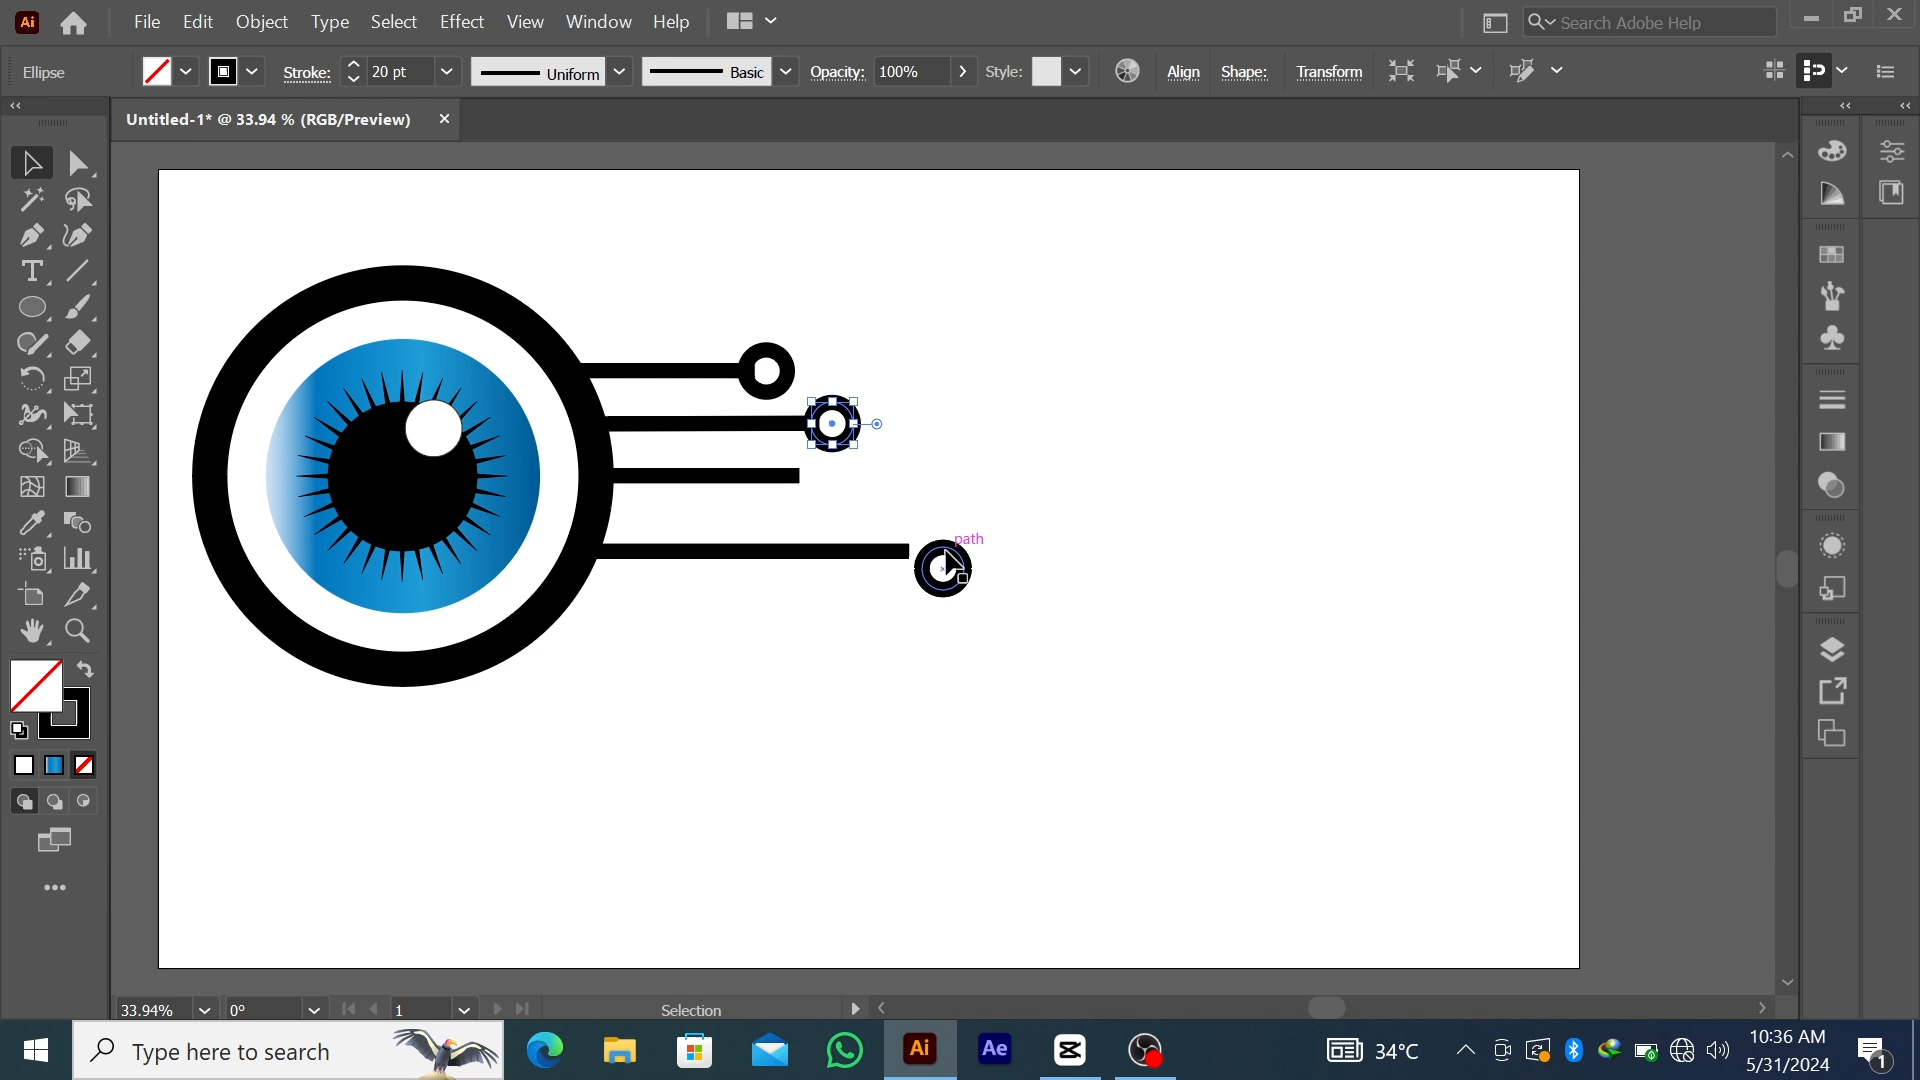 Ai File Edit Object Type Select Effect View Window Help Search Adobe Help
Ellipse Stroke: 20 pt Uniform Basic Opacity: 100% Style: Align Shape: Transform
Untitled-1* @ 33.94 % (RGB/Preview)
path
33.94% 0° 1 Selection
Type here to search Ai Ae 34°C 10:36 AM
5/31/2024
1